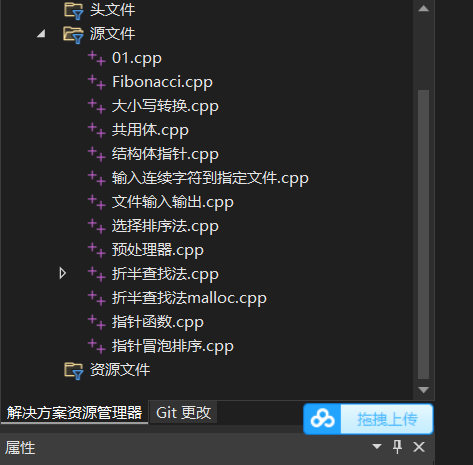 头文件
源文件
01.cpp
Fibonacci.cpp
大小写转换.cpp
共用体.cpp
结构体指针.cpp
输入连续字符到指定文件.cpp
文件输入输出.cpp
选择排序法.cpp
预处理器.cpp
折半查找法.cpp
折半查找法malloc.cpp
指针函数.cpp
指针冒泡排序.cpp
资源文件
解决方案资源管理器 Git 更改
拖拽上传
属性